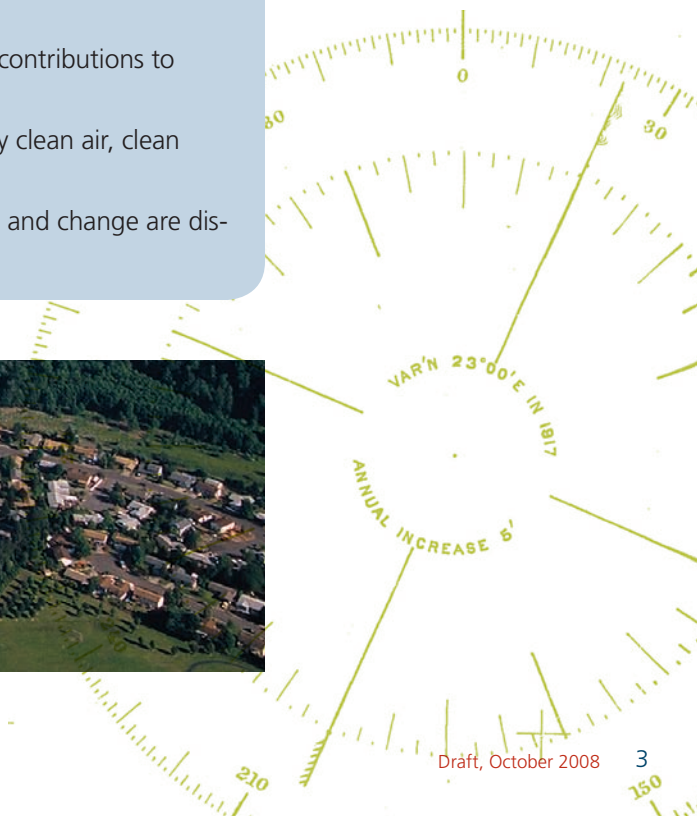 contributions to
y clean air, clean
and change are dis-
0
30
30
VAR'N 23°00'E IN 1817
ANNUAL INCREASE 5'
210
150
Draft, October 2008 3